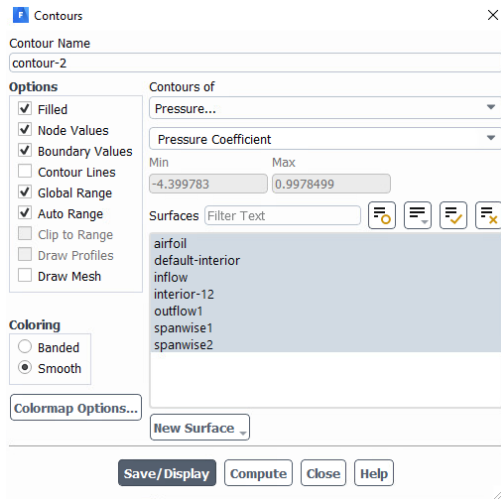 Contours
Contour Name
contour-2
Options
Filled
Node Values
Boundary Values
Contour Lines
Global Range
Auto Range
Clip to Range
Draw Profiles
Draw Mesh
Coloring
Banded
Smooth
Colormap Options...
Contours of
Pressure...
Pressure Coefficient
Min Max
-4.399783 0.9978499
Surfaces Filter Text
airfoil
default-interior
inflow
interior-12
outflow1
spanwise1
spanwise2
New Surface
Save/Display Compute Close Help